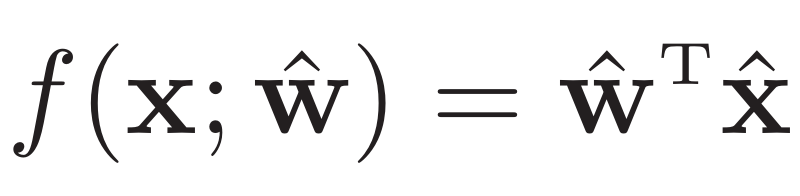 f(𝐱; 𝐰̂) = 𝐰̂ᵀ𝐱̂